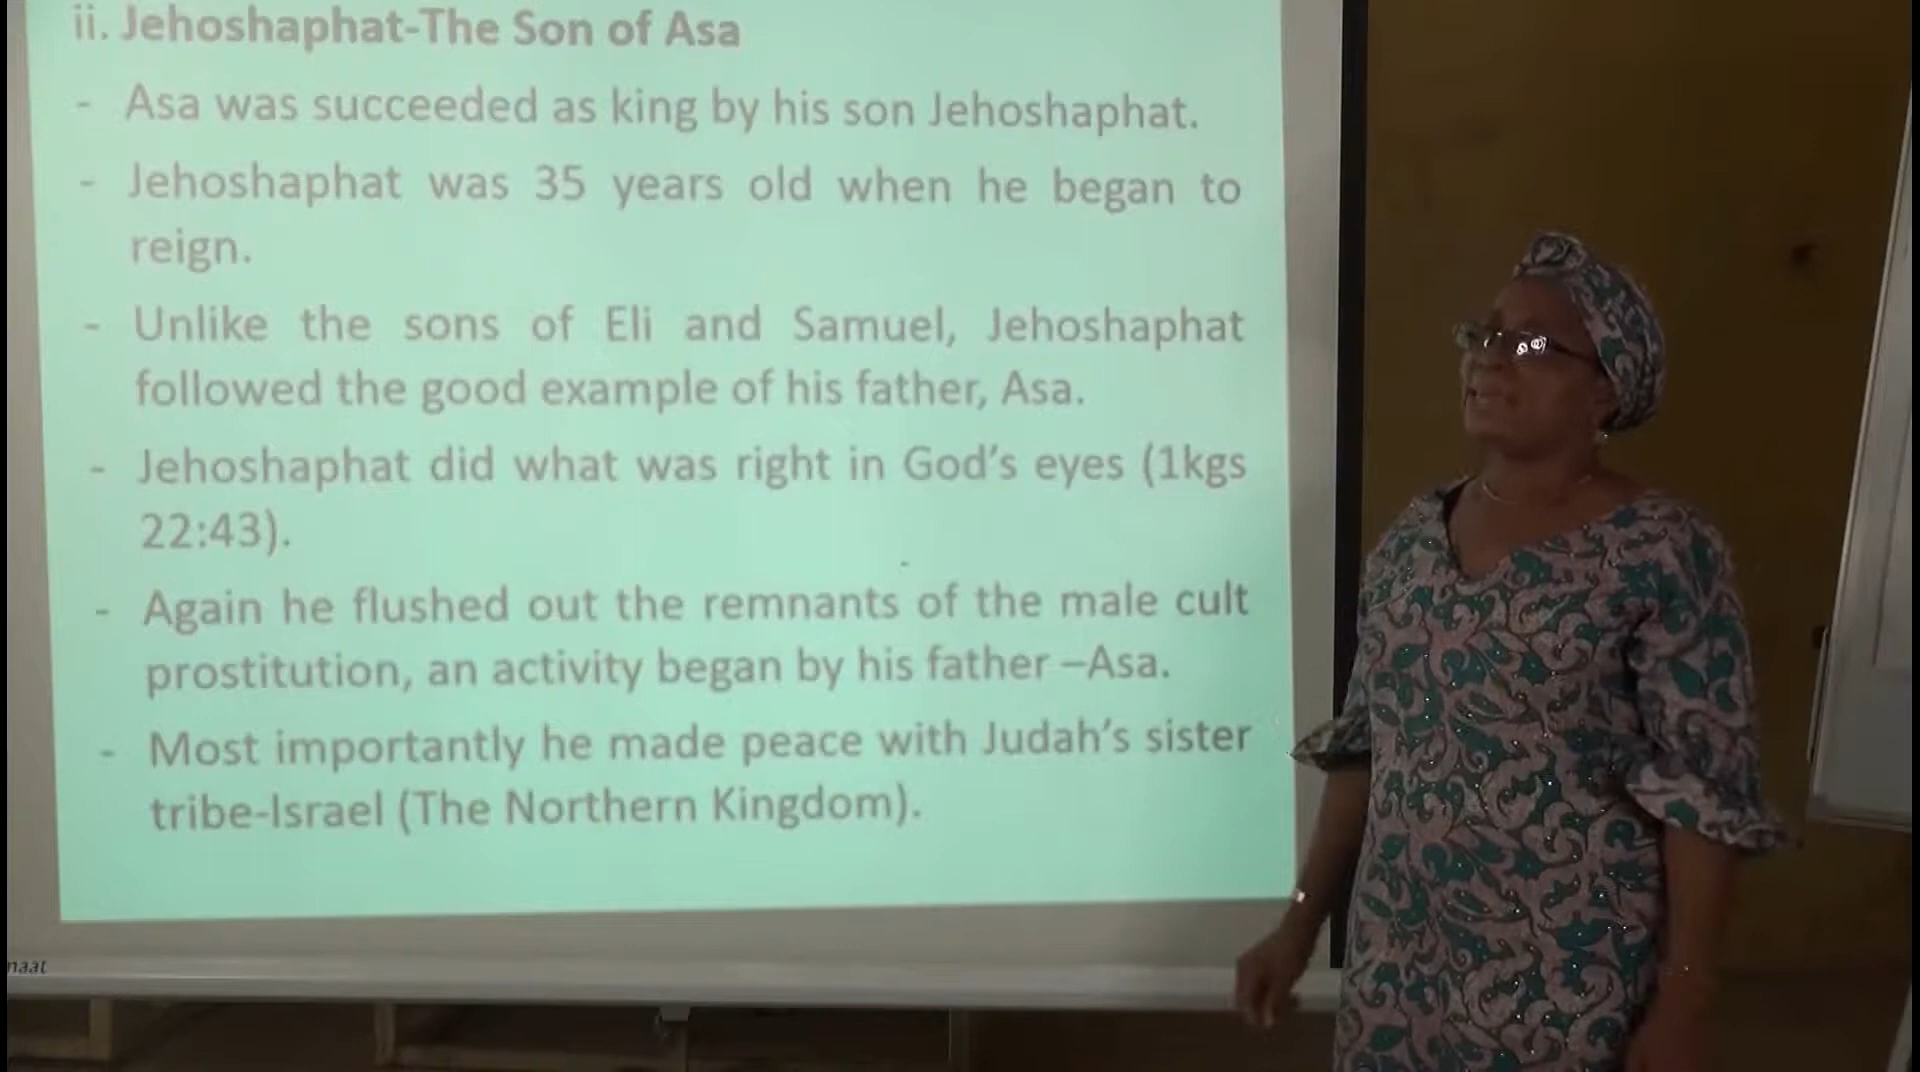 ii. Jehoshaphat-The Son of Asa
- Asa was succeeded as king by his son Jehoshaphat.
- Jehoshaphat was 35 years old when he began to
reign.
- Unlike the sons of Eli and Samuel, Jehoshaphat
followed the good example of his father, Asa.
- Jehoshaphat did what was right in God's eyes (1kgs
22:43).
- Again he flushed out the remnants of the male cult
prostitution, an activity began by his father –Asa.
- Most importantly he made peace with Judah's sister
tribe-Israel (The Northern Kingdom).
naat